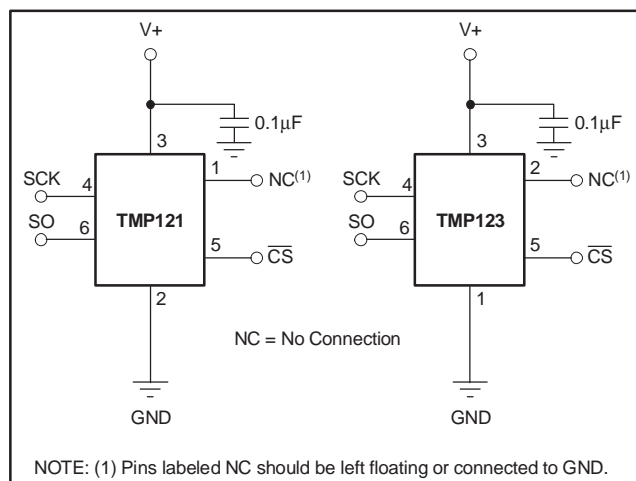 V+
0.1µF
3
1
NC(1)
SCK
4
SO
6
TMP121
5
CS
2
GND
V+
0.1µF
3
2
NC(1)
SCK
4
SO
6
TMP123
5
CS
1
GND
NC = No Connection
NOTE: (1) Pins labeled NC should be left floating or connected to GND.